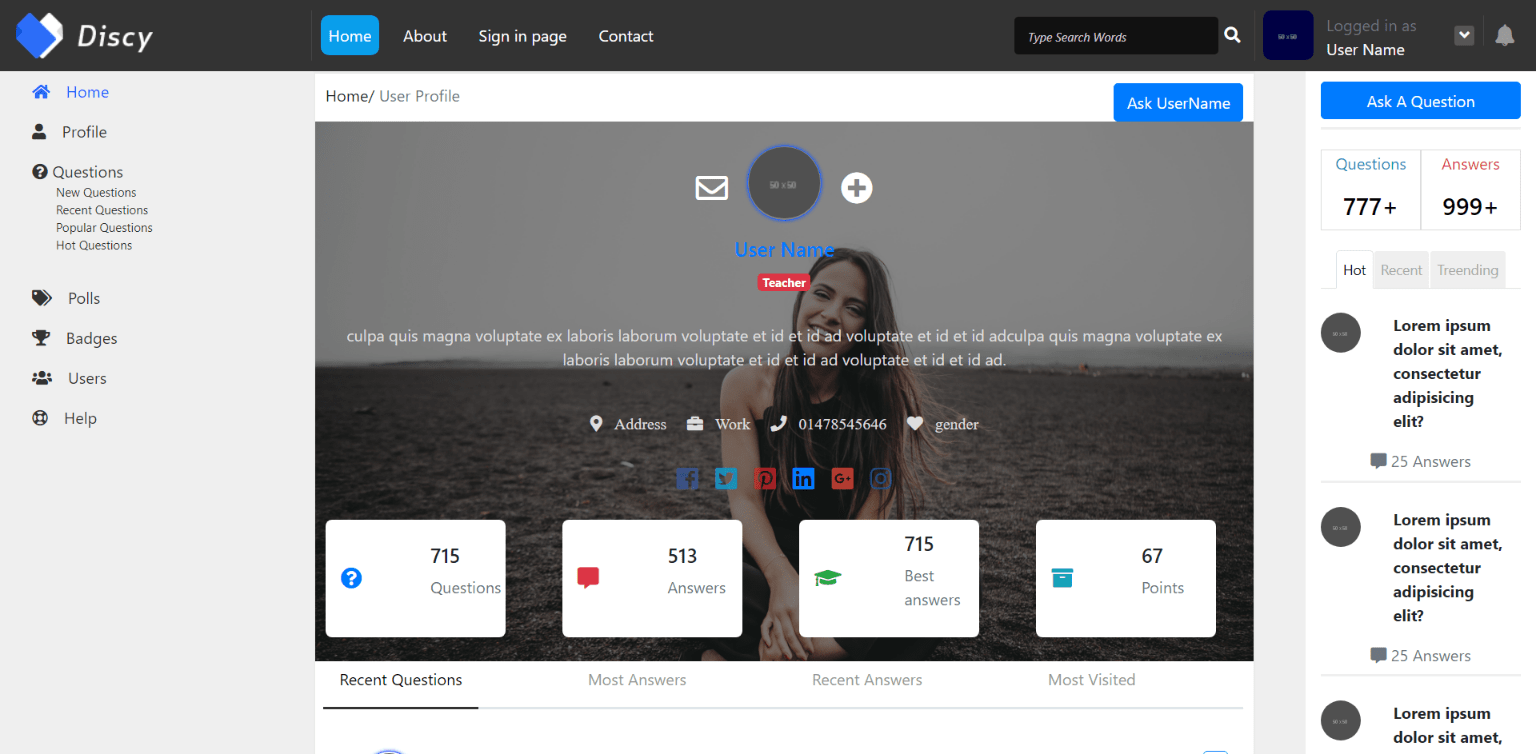 Discy
Home
About
Sign in page
Contact
Type Search Words
50 x 50
Logged in as
User Name
Home
Profile
Questions
New Questions
Recent Questions
Popular Questions
Hot Questions
Polls
Badges
Users
Help
Home/ User Profile
Ask UserName
50 x 50
User Name
Teacher
culpa quis magna voluptate ex laboris laborum voluptate et id et id ad voluptate et id et id adculpa quis magna voluptate ex
laboris laborum voluptate et id et id ad voluptate et id et id ad.
Address
Work
01478545646
gender
715
Questions
513
Answers
715
Best
answers
67
Points
Recent Questions
Most Answers
Recent Answers
Most Visited
Ask A Question
Questions
Answers
777+
999+
Hot
Recent
Treending
50 x 50
Lorem ipsum
dolor sit amet,
consectetur
adipisicing
elit?
25 Answers
50 x 50
Lorem ipsum
dolor sit amet,
consectetur
adipisicing
elit?
25 Answers
50 x 50
Lorem ipsum
dolor sit amet,